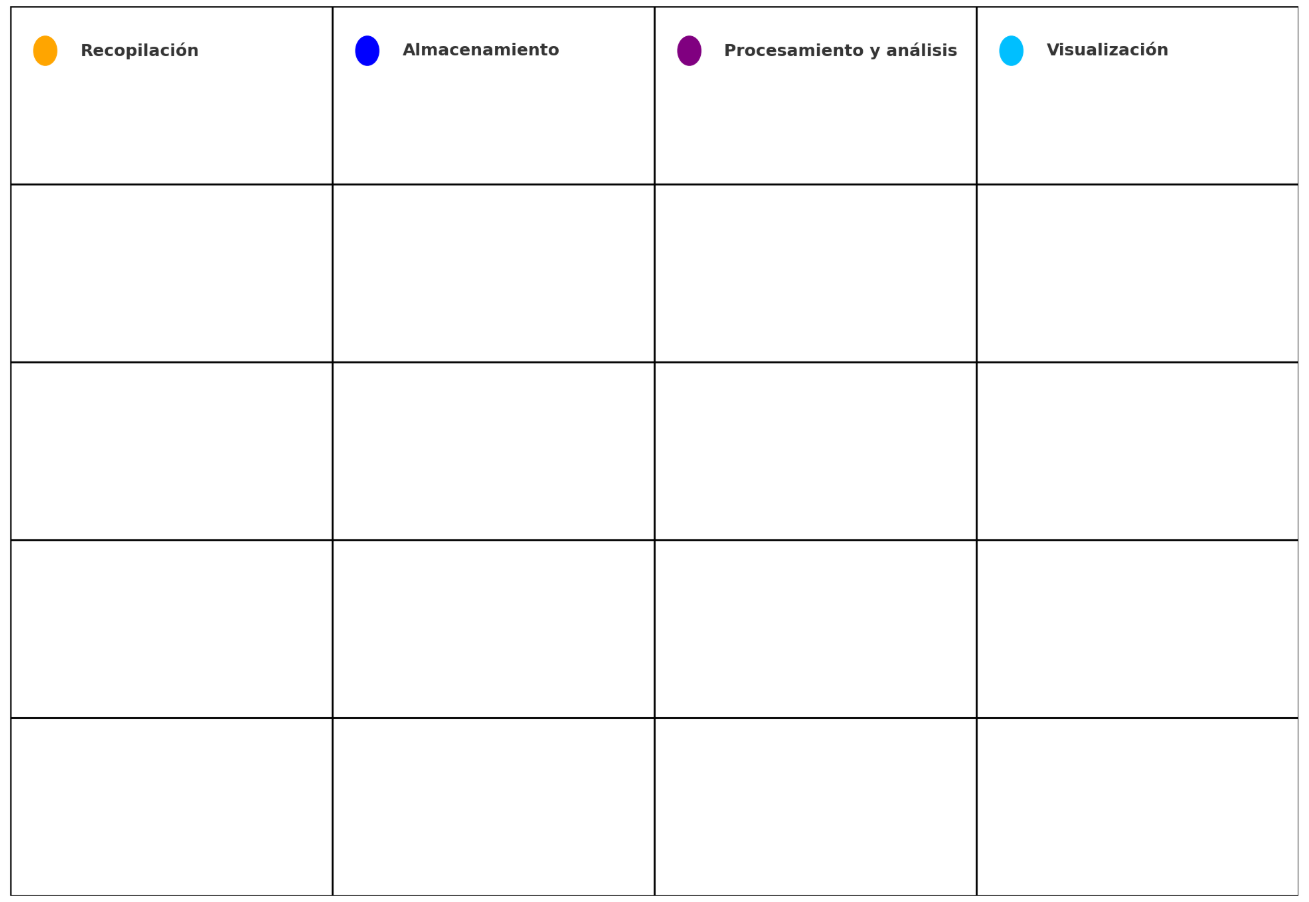 Recopilación
Almacenamiento
Procesamiento y análisis
Visualización